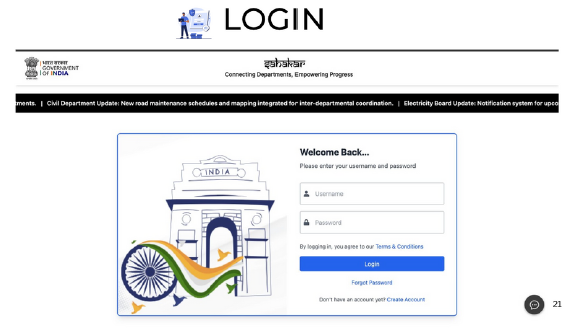 LOGIN
भारत सरकार
GOVERNMENT
OF INDIA
sahakar
Connecting Departments, Empowering Progress
tments. | Civil Department Update: New road maintenance schedules and mapping integrated for inter-departmental coordination. | Electricity Board Update: Notification system for upco
INDIA
Welcome Back...
Please enter your username and password
Username
Password
By logging in, you agree to our Terms & Conditions
Login
Forgot Password
Don't have an account yet? Create Account
21